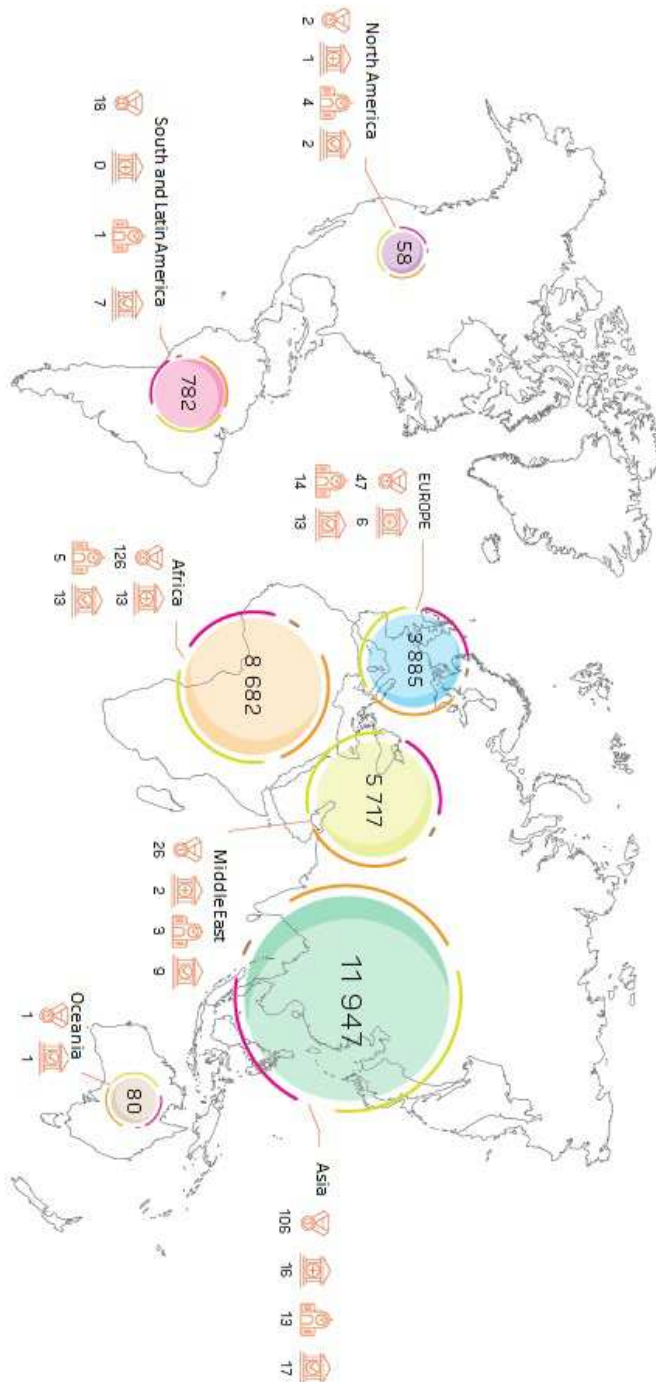 North America
2 1 4 2
58
South and Latin America
18 0 1 7
782
EUROPE
47 6
14 13
3 885
Africa
126 13
5 13
8 682
5 717
Middle East
26 2 3 9
11 947
Asia
106 16 13 17
Oceania
1 1
80